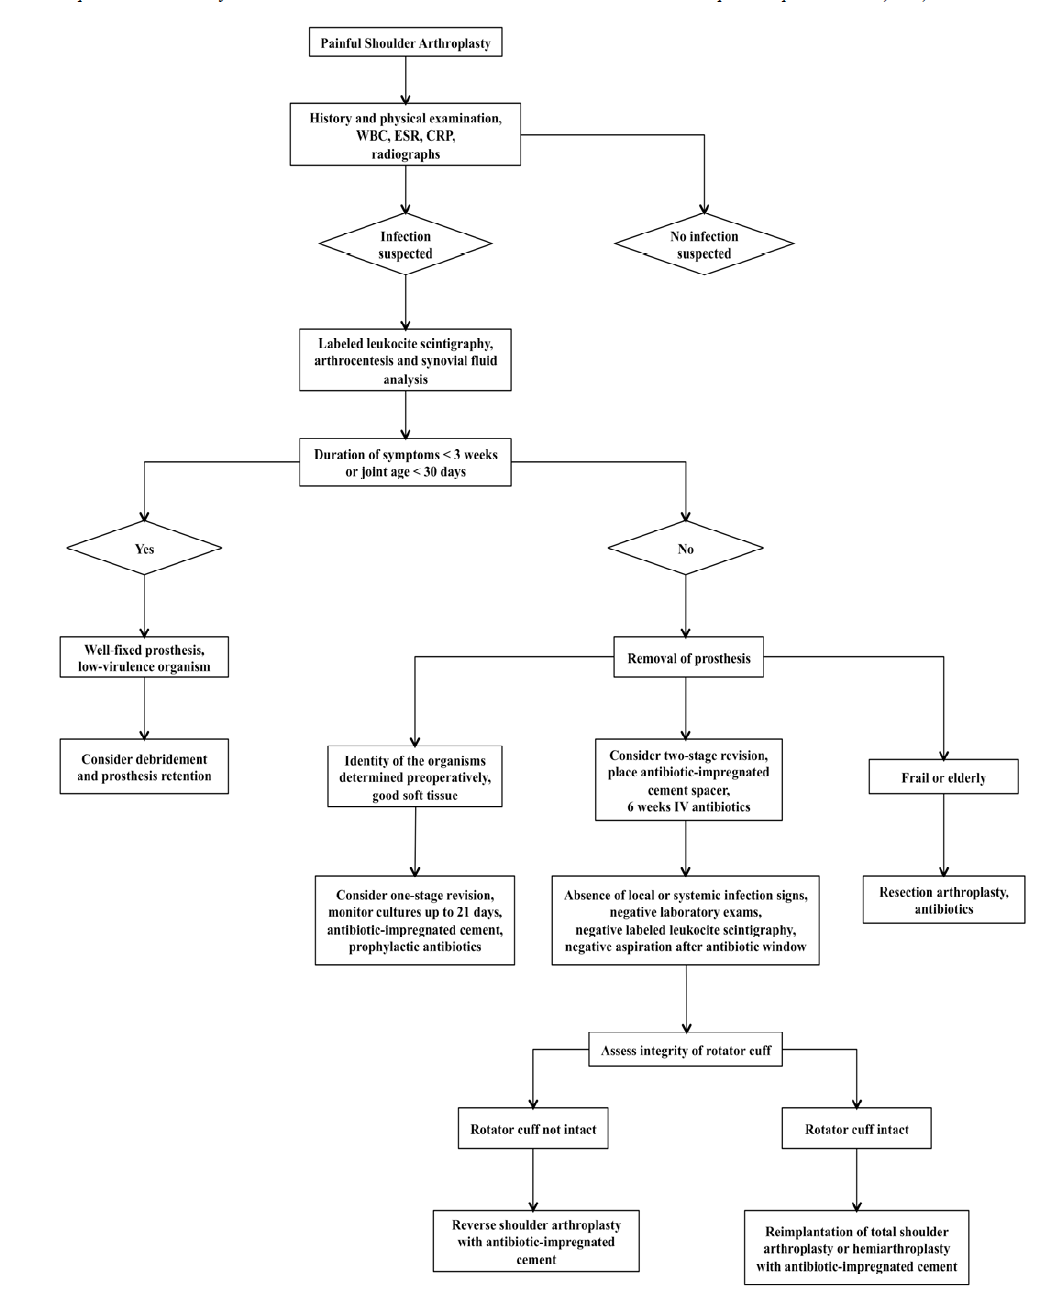 Painful Shoulder Arthroplasty
History and physical examination,
WBC, ESR, CRP,
radiographs
Infection
suspected
No infection
suspected
Labeled leukocite scintigraphy,
arthrocentesis and synovial fluid
analysis
Duration of symptoms < 3 weeks
or joint age < 30 days
Yes
No
Well-fixed prosthesis,
low-virulence organism
Removal of prosthesis
Consider debridement
and prosthesis retention
Identity of the organisms
determined preoperatively,
good soft tissue
Consider two-stage revision,
place antibiotic-impregnated
cement spacer,
6 weeks IV antibiotics
Frail or elderly
Consider one-stage revision,
monitor cultures up to 21 days,
antibiotic-impregnated cement,
prophylactic antibiotics
Absence of local or systemic infection signs,
negative laboratory exams,
negative labeled leukocite scintigraphy,
negative aspiration after antibiotic window
Resection arthroplasty,
antibiotics
Assess integrity of rotator cuff
Rotator cuff not intact
Rotator cuff intact
Reverse shoulder arthroplasty
with antibiotic-impregnated
cement
Reimplantation of total shoulder
arthroplasty or hemiarthroplasty
with antibiotic-impregnated cement